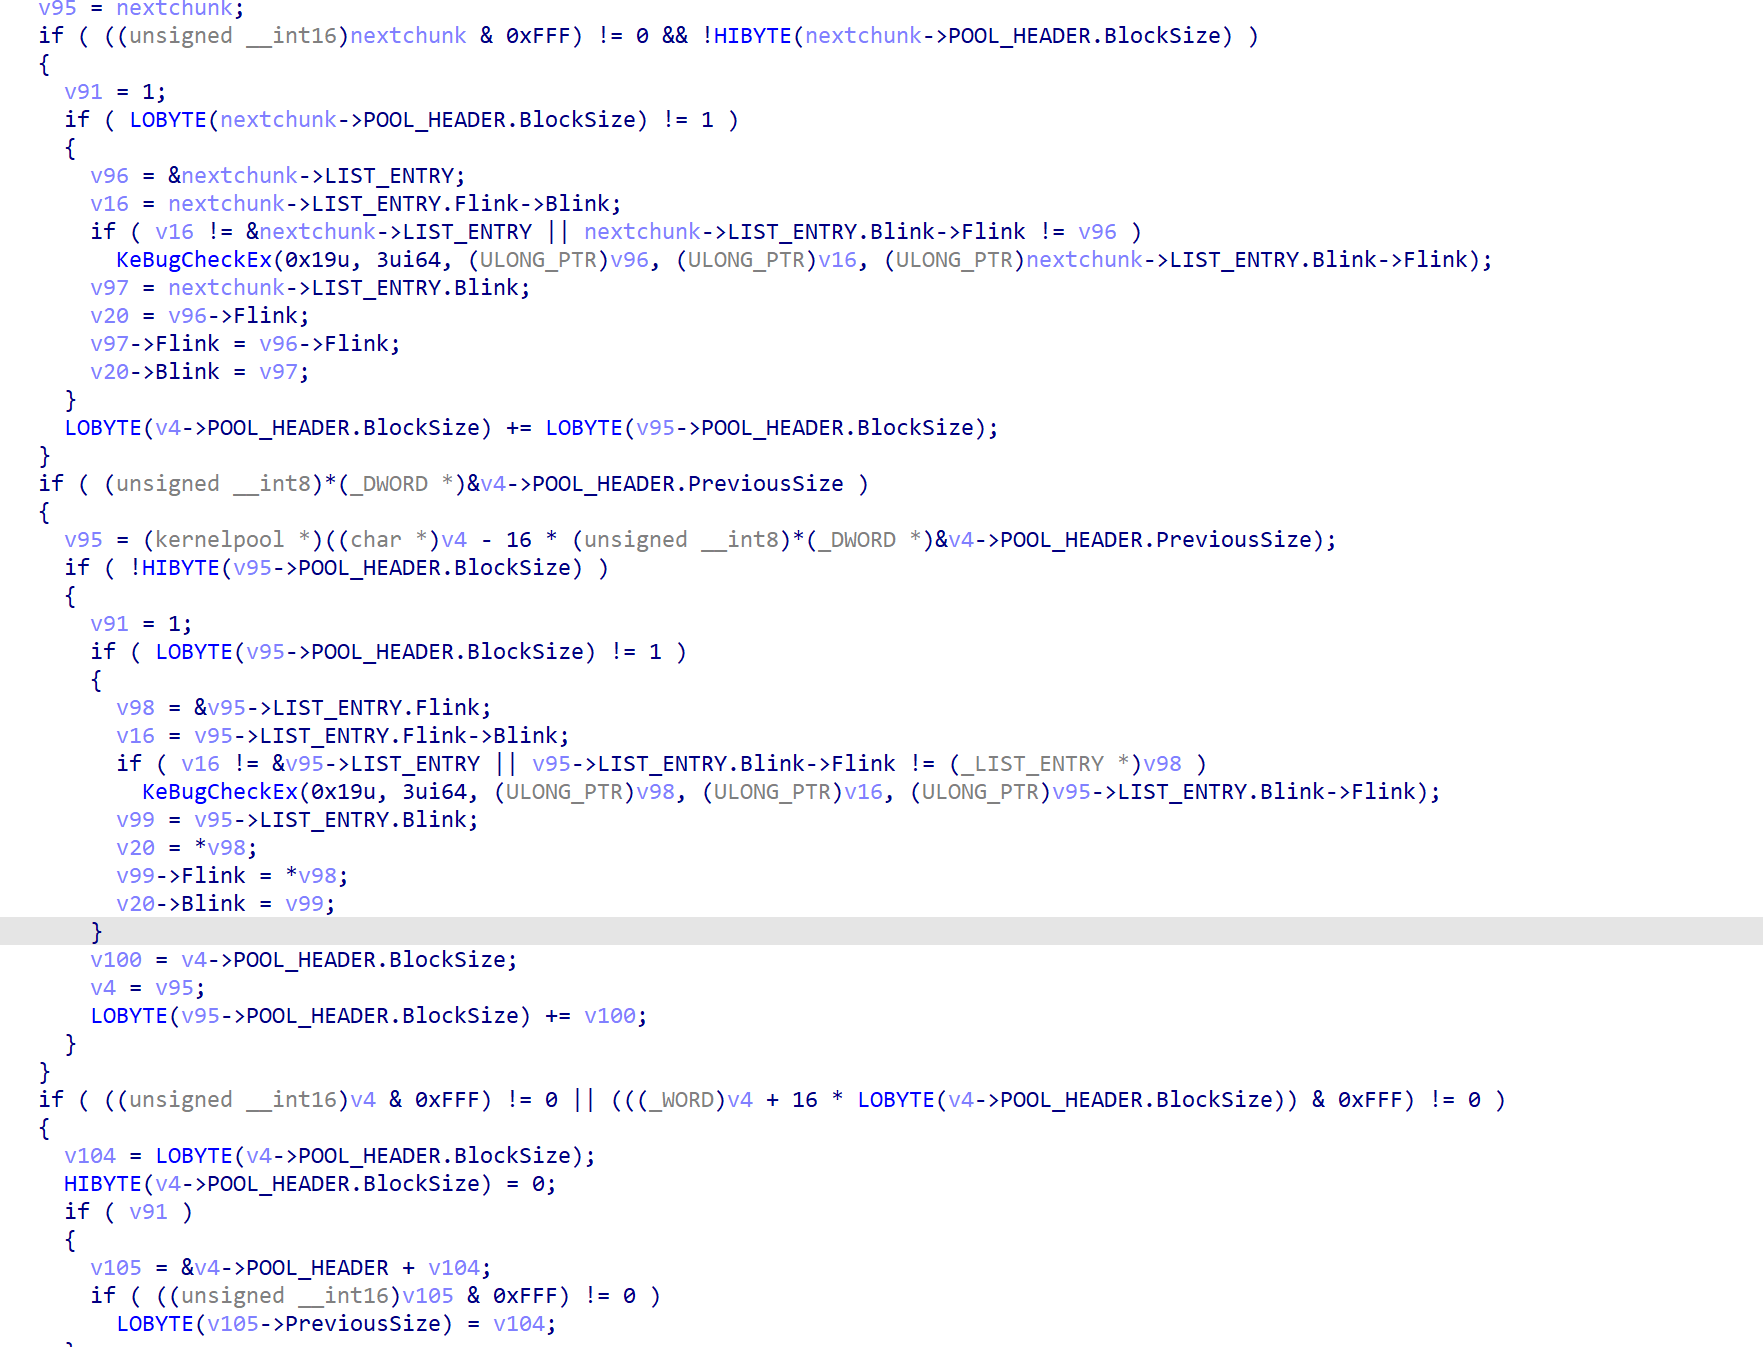 v95 = nextchunk;
if ( ((unsigned __int16)nextchunk & 0xFFF) != 0 && !HIBYTE(nextchunk->POOL_HEADER.BlockSize) )
{
v91 = 1;
if ( LOBYTE(nextchunk->POOL_HEADER.BlockSize) != 1 )
{
v96 = &nextchunk->LIST_ENTRY;
v16 = nextchunk->LIST_ENTRY.Flink->Blink;
if ( v16 != &nextchunk->LIST_ENTRY || nextchunk->LIST_ENTRY.Blink->Flink != v96 )
KeBugCheckEx(0x19u, 3ui64, (ULONG_PTR)v96, (ULONG_PTR)v16, (ULONG_PTR)nextchunk->LIST_ENTRY.Blink->Flink);
v97 = nextchunk->LIST_ENTRY.Blink;
v20 = v96->Flink;
v97->Flink = v96->Flink;
v20->Blink = v97;
}
LOBYTE(v4->POOL_HEADER.BlockSize) += LOBYTE(v95->POOL_HEADER.BlockSize);
}
if ( (unsigned __int8)*(_DWORD *)&v4->POOL_HEADER.PreviousSize )
{
v95 = (kernelpool *)((char *)v4 - 16 * (unsigned __int8)*(_DWORD *)&v4->POOL_HEADER.PreviousSize);
if ( !HIBYTE(v95->POOL_HEADER.BlockSize) )
{
v91 = 1;
if ( LOBYTE(v95->POOL_HEADER.BlockSize) != 1 )
{
v98 = &v95->LIST_ENTRY.Flink;
v16 = v95->LIST_ENTRY.Flink->Blink;
if ( v16 != &v95->LIST_ENTRY || v95->LIST_ENTRY.Blink->Flink != (_LIST_ENTRY *)v98 )
KeBugCheckEx(0x19u, 3ui64, (ULONG_PTR)v98, (ULONG_PTR)v16, (ULONG_PTR)v95->LIST_ENTRY.Blink->Flink);
v99 = v95->LIST_ENTRY.Blink;
v20 = *v98;
v99->Flink = *v98;
v20->Blink = v99;
}
v100 = v4->POOL_HEADER.BlockSize;
v4 = v95;
LOBYTE(v95->POOL_HEADER.BlockSize) += v100;
}
}
if ( ((unsigned __int16)v4 & 0xFFF) != 0 || (((_WORD)v4 + 16 * LOBYTE(v4->POOL_HEADER.BlockSize)) & 0xFFF) != 0 )
{
v104 = LOBYTE(v4->POOL_HEADER.BlockSize);
HIBYTE(v4->POOL_HEADER.BlockSize) = 0;
if ( v91 )
{
v105 = &v4->POOL_HEADER + v104;
if ( ((unsigned __int16)v105 & 0xFFF) != 0 )
LOBYTE(v105->PreviousSize) = v104;